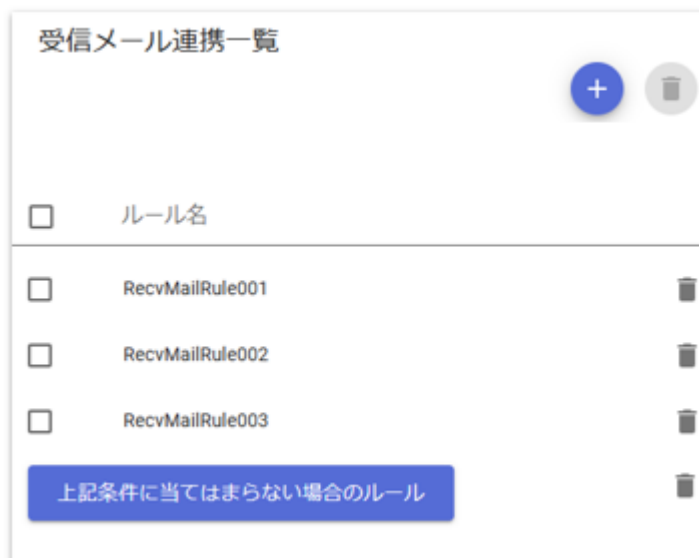 受信メール連携一覧
ルール名
RecvMailRule001
RecvMailRule002
RecvMailRule003
上記条件に当てはまらない場合のルール